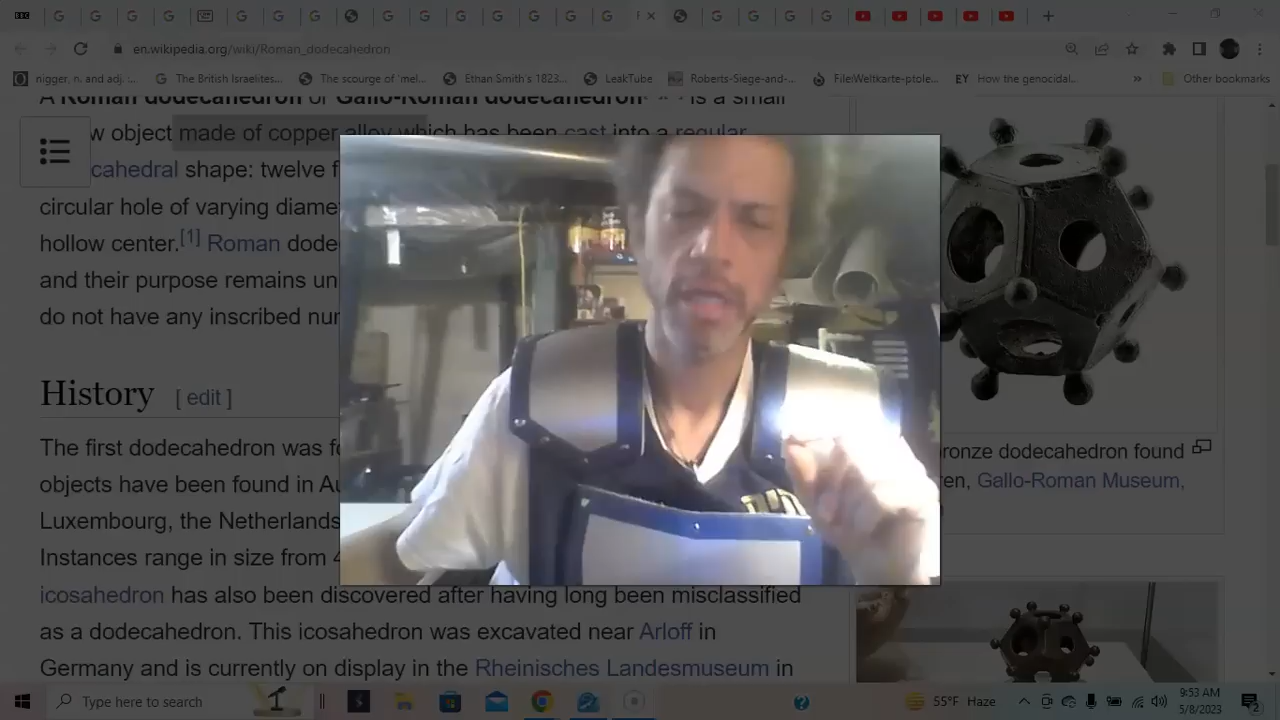 en.wikipedia.org/wiki/Roman_dodecahedron
nigger, n. and adj. :...
The British Israelites...
The scourge of 'mel...
Ethan Smith's 1823...
LeakTube
Roberts-Siege-and-...
File:Weltkarte-ptole...
EY How the genocidal...
»
Other bookmarks
A Roman dodecahedron or Gallo-Roman dodecahedron is a small
w object made of copper alloy which has been cast into a regular
cahedral shape: twelve f
circular hole of varying diame
hollow center.[1] Roman dode
and their purpose remains un
do not have any inscribed nu
History [ edit ]
The first dodecahedron was fo
objects have been found in Au
Luxembourg, the Netherlands
Instances range in size from 4
icosahedron has also been discovered after having long been misclassified
as a dodecahedron. This icosahedron was excavated near Arloff in
Germany and is currently on display in the Rheinisches Landesmuseum in
ronze dodecahedron found
en, Gallo-Roman Museum,
Type here to search
55°F Haze
9:53 AM
5/8/2023